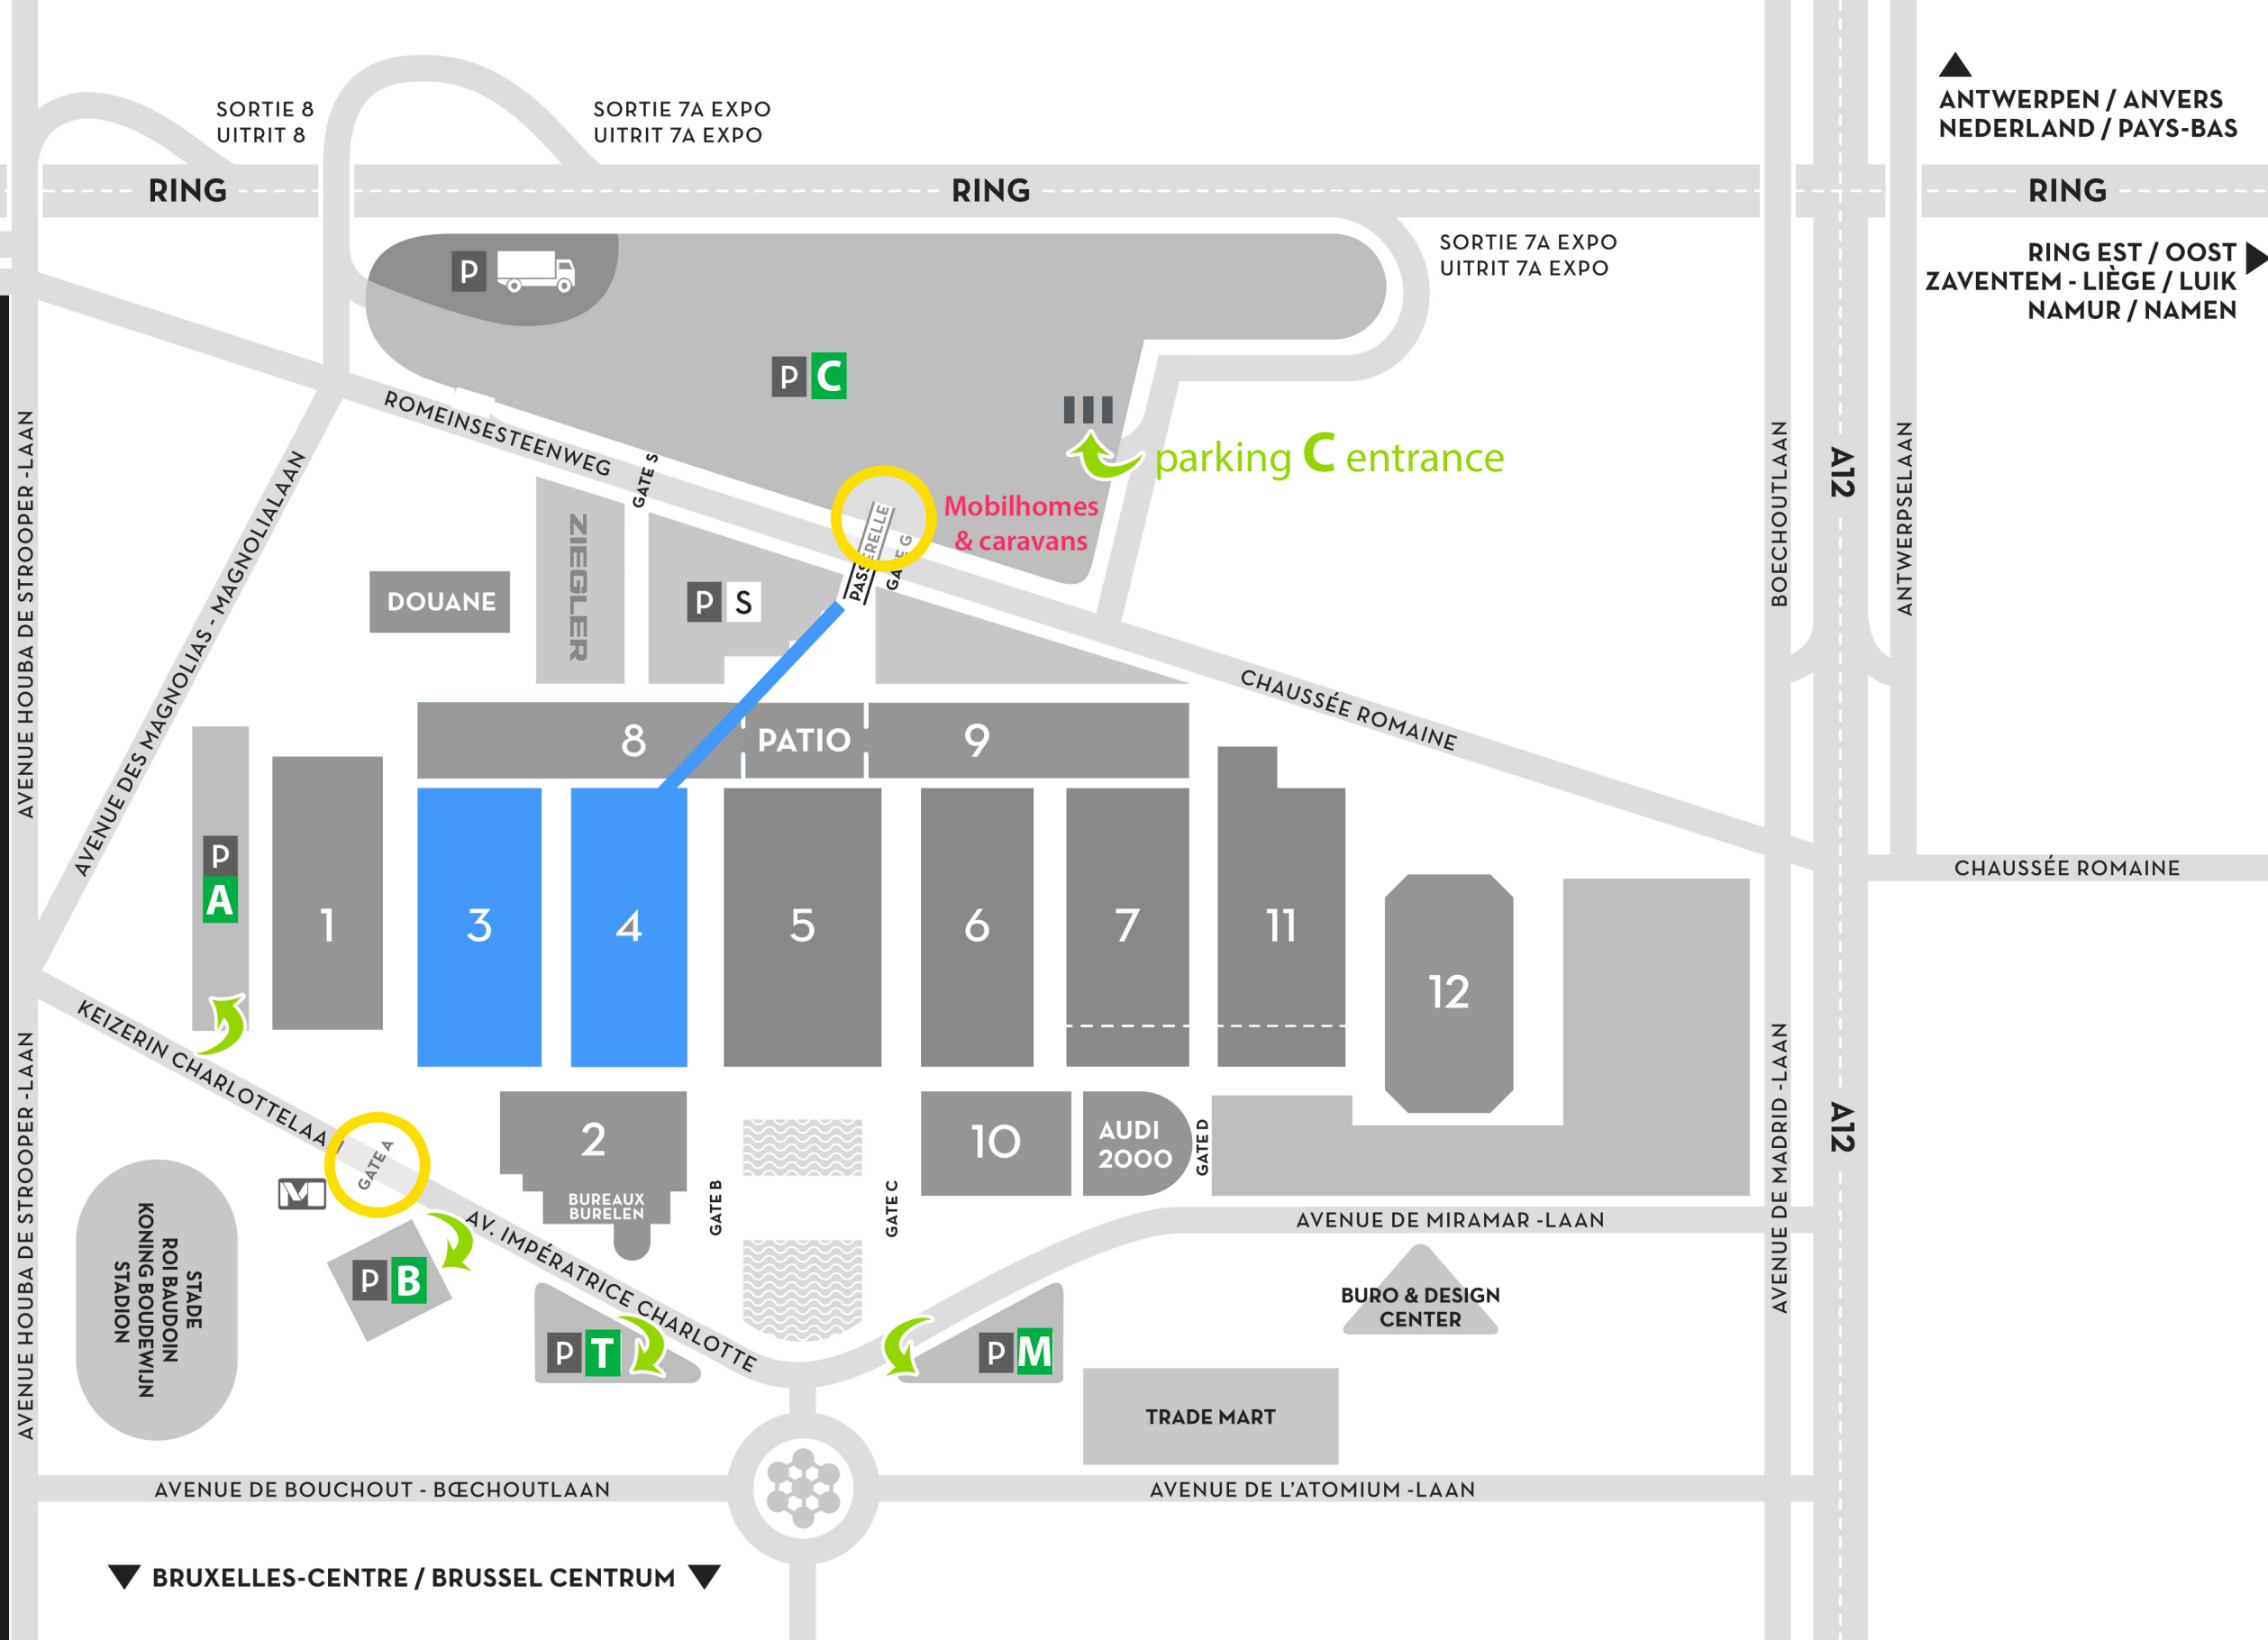 SORTIE 8
UITRIT 8
SORTIE 7A EXPO
UITRIT 7A EXPO
ANTWERPEN / ANVERS
NEDERLAND / PAYS-BAS
RING
RING
RING
SORTIE 7A EXPO
UITRIT 7A EXPO
RING EST / OOST
ZAVENTEM - LIÈGE / LUIK
NAMUR / NAMEN
P
P C
ROMEINSESTEENWEG
GATE S
parking C entrance
Mobilhomes
& caravans
PASSERELLE
GATE G
AVENUE HOUBA DE STROOPER -LAAN
AVENUE DES MAGNOLIAS - MAGNOLIALAAN
BOECHOUTLAAN
A12
ANTWERPSELAAN
ZIEGLER
DOUANE
P S
CHAUSSÉE ROMAINE
8
PATIO
9
CHAUSSÉE ROMAINE
P
A
1
3
4
5
6
7
11
12
KEIZERIN CHARLOTTELAAN
AVENUE HOUBA DE STROOPER -LAAN
GATE A
M
2
BUREAUX
BURELEN
GATE B
GATE C
10
AUDI
2000
GATE D
AVENUE DE MADRID -LAAN
A12
AV. IMPÉRATRICE CHARLOTTE
AVENUE DE MIRAMAR -LAAN
STADE
ROI BAUDOIN
KONING BOUDEWIJN
STADION
P B
P T
P M
BURO & DESIGN
CENTER
TRADE MART
AVENUE DE BOUCHOUT - BŒCHOUTLAAN
AVENUE DE L'ATOMIUM -LAAN
BRUXELLES-CENTRE / BRUSSEL CENTRUM